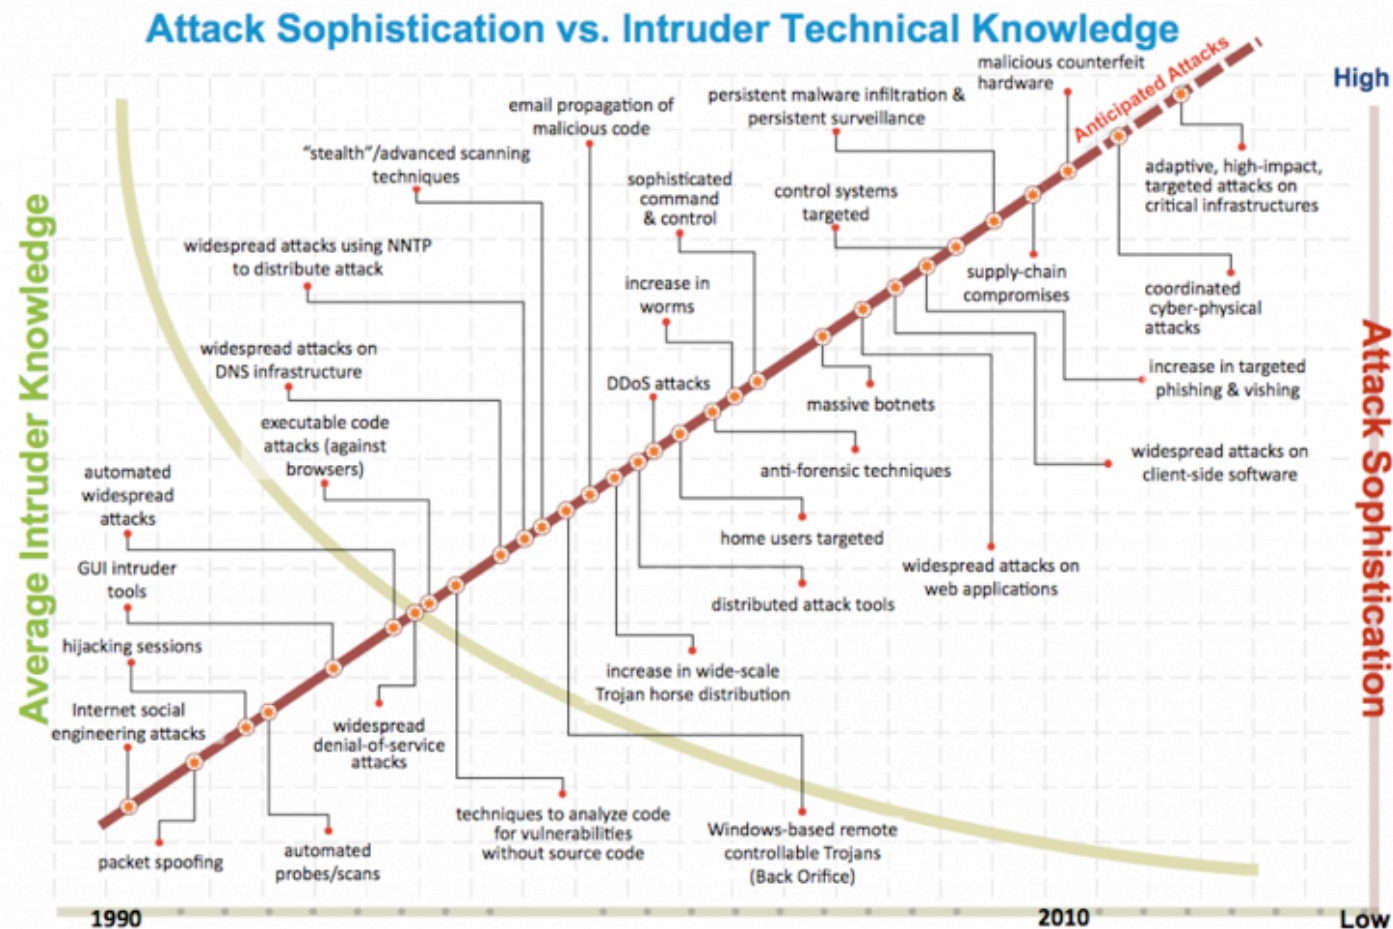 Attack Sophistication vs. Intruder Technical Knowledge
High
Low
Average Intruder Knowledge
Attack Sophistication
Anticipated Attacks
malicious counterfeit
hardware
persistent malware infiltration &
persistent surveillance
email propagation of
malicious code
"stealth"/advanced scanning
techniques
sophisticated
command
& control
control systems
targeted
adaptive, high-impact,
targeted attacks on
critical infrastructures
widespread attacks using NNTP
to distribute attack
increase in
worms
supply-chain
compromises
coordinated
cyber-physical
attacks
widespread attacks on
DNS infrastructure
DDoS attacks
increase in targeted
phishing & vishing
massive botnets
executable code
attacks (against
browsers)
anti-forensic techniques
widespread attacks on
client-side software
automated
widespread
attacks
home users targeted
widespread attacks on
web applications
GUI intruder
tools
distributed attack tools
hijacking sessions
increase in wide-scale
Trojan horse distribution
Internet social
engineering attacks
widespread
denial-of-service
attacks
techniques to analyze code
for vulnerabilities
without source code
Windows-based remote
controllable Trojans
(Back Orifice)
packet spoofing
automated
probes/scans
1990
2010